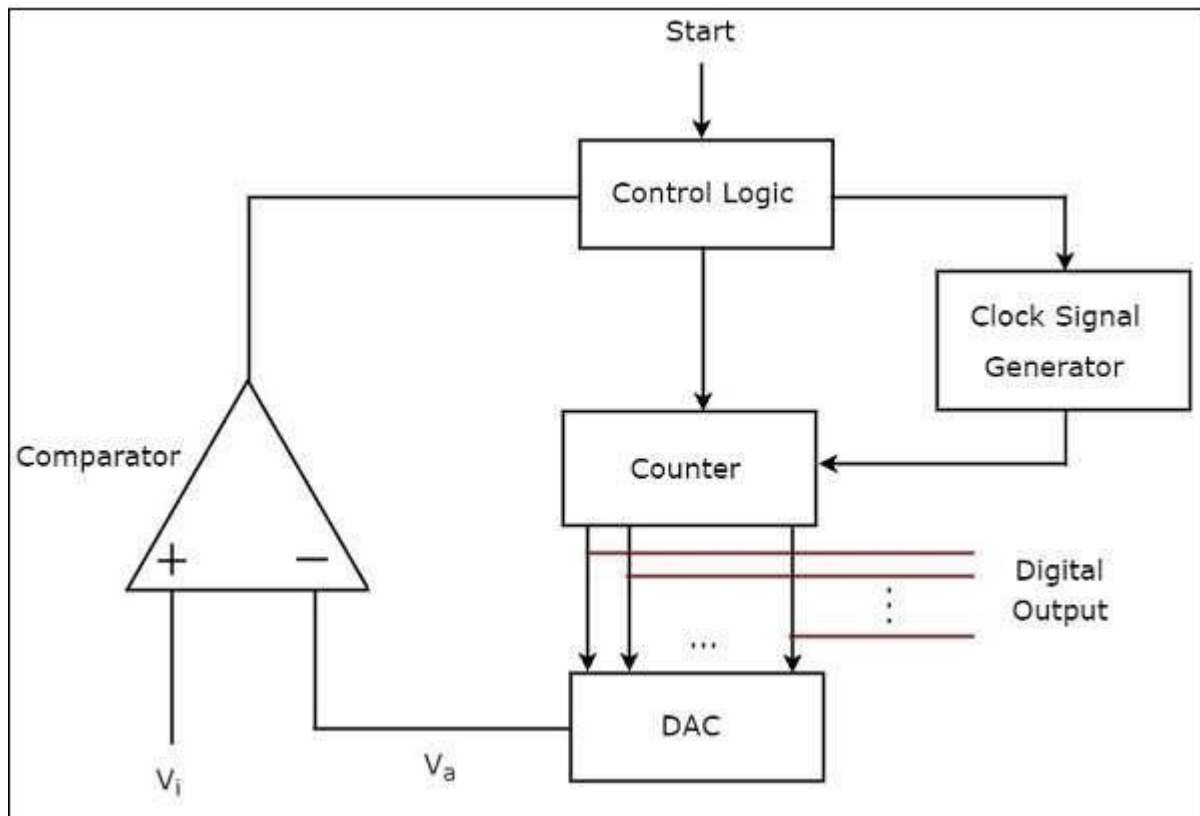 Start
Control Logic
Clock Signal
Generator
Comparator
Counter
+ −
Digital
Output
...
DAC
Vᵢ
Vₐ